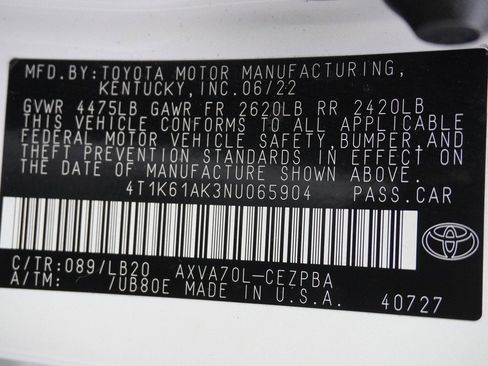 MFD.BY:TOYOTA MOTOR MANUFACTURING,
KENTUCKY,INC.06/22
GVWR 4475LB GAWR FR 2620LB RR 2420LB
THIS VEHICLE CONFORMS TO ALL APPLICABLE
FEDERAL MOTOR VEHICLE SAFETY,BUMPER,AND
THEFT PREVENTION STANDARDS IN EFFECT ON
THE DATE OF MANUFACTURE SHOWN ABOVE.
4T1K61AK3NU065904 PASS.CAR
C/TR:089/LB20 AXVA70L-CEZPBA
A/TM: 7UB80E MADE IN U.S.A. 40727